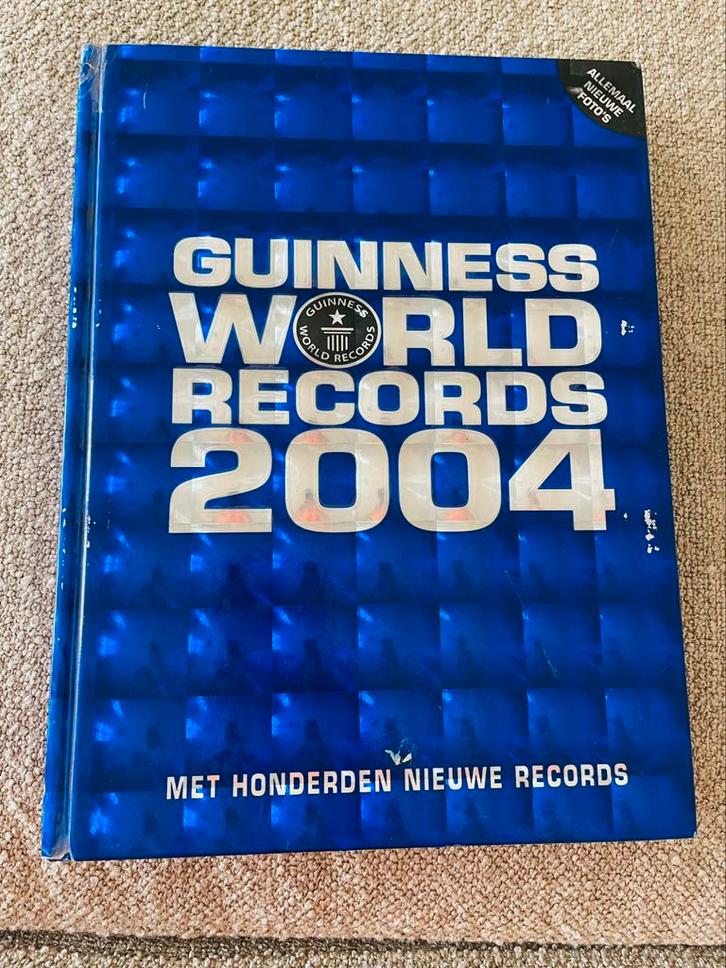 ALLEMAAL
NIEUWE
FOTO'S
GUINNESS
WORLD
GUINNESS
WORLD RECORDS
RECORDS
2004
MET HONDERDEN NIEUWE RECORDS